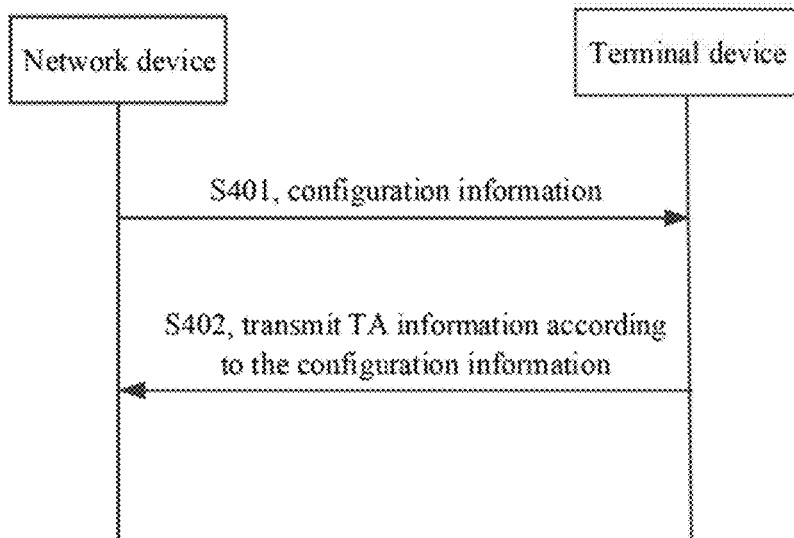 Network device
Terminal device
S401, configuration information
S402, transmit TA information according
to the configuration information